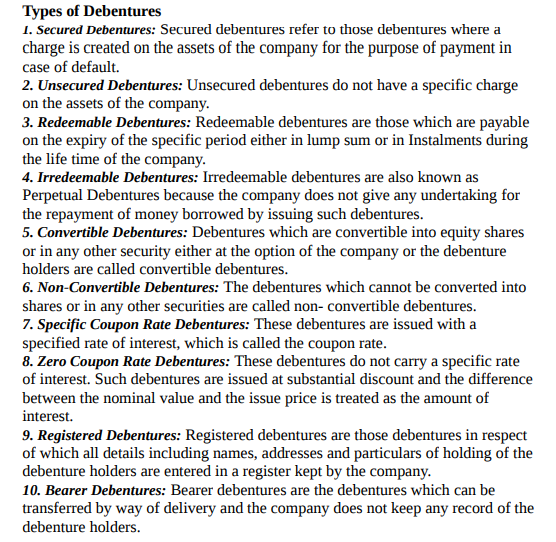 Types of Debentures
1. Secured Debentures: Secured debentures refer to those debentures where a
charge is created on the assets of the company for the purpose of payment in
case of default.
2. Unsecured Debentures: Unsecured debentures do not have a specific charge
on the assets of the company.
3. Redeemable Debentures: Redeemable debentures are those which are payable
on the expiry of the specific period either in lump sum or in Instalments during
the life time of the company.
4. Irredeemable Debentures: Irredeemable debentures are also known as
Perpetual Debentures because the company does not give any undertaking for
the repayment of money borrowed by issuing such debentures.
5. Convertible Debentures: Debentures which are convertible into equity shares
or in any other security either at the option of the company or the debenture
holders are called convertible debentures.
6. Non-Convertible Debentures: The debentures which cannot be converted into
shares or in any other securities are called non- convertible debentures.
7. Specific Coupon Rate Debentures: These debentures are issued with a
specified rate of interest, which is called the coupon rate.
8. Zero Coupon Rate Debentures: These debentures do not carry a specific rate
of interest. Such debentures are issued at substantial discount and the difference
between the nominal value and the issue price is treated as the amount of
interest.
9. Registered Debentures: Registered debentures are those debentures in respect
of which all details including names, addresses and particulars of holding of the
debenture holders are entered in a register kept by the company.
10. Bearer Debentures: Bearer debentures are the debentures which can be
transferred by way of delivery and the company does not keep any record of the
debenture holders.